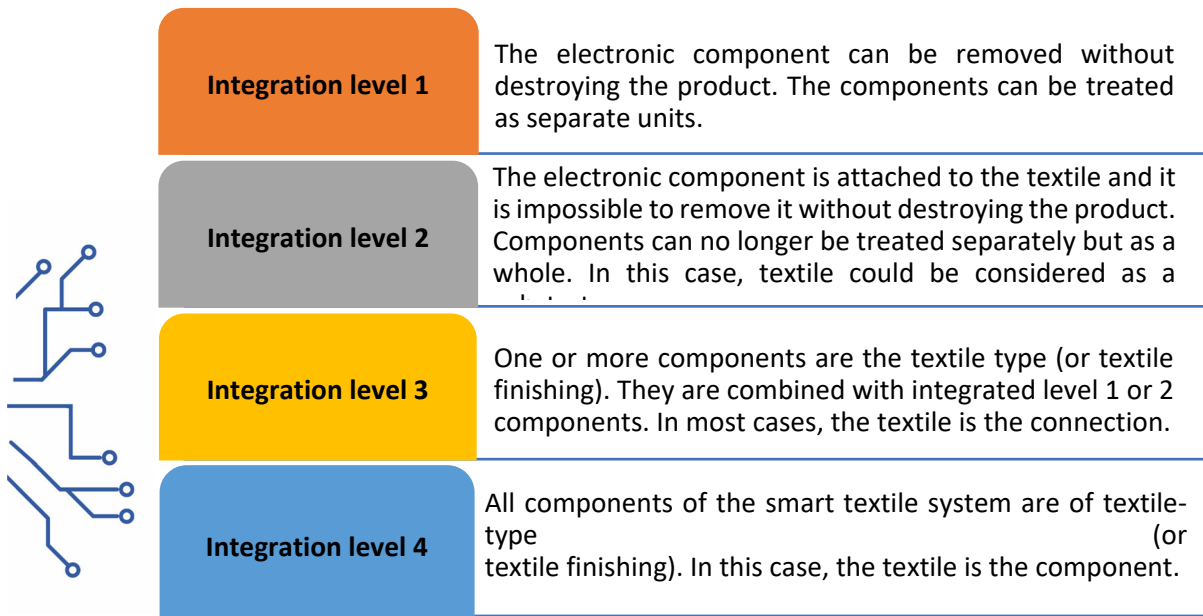 Integration level 1
The electronic component can be removed without
destroying the product. The components can be treated
as separate units.
Integration level 2
The electronic component is attached to the textile and it
is impossible to remove it without destroying the product.
Components can no longer be treated separately but as a
whole. In this case, textile could be considered as a
Integration level 3
One or more components are the textile type (or textile
finishing). They are combined with integrated level 1 or 2
components. In most cases, the textile is the connection.
Integration level 4
All components of the smart textile system are of textile-
type (or
textile finishing). In this case, the textile is the component.